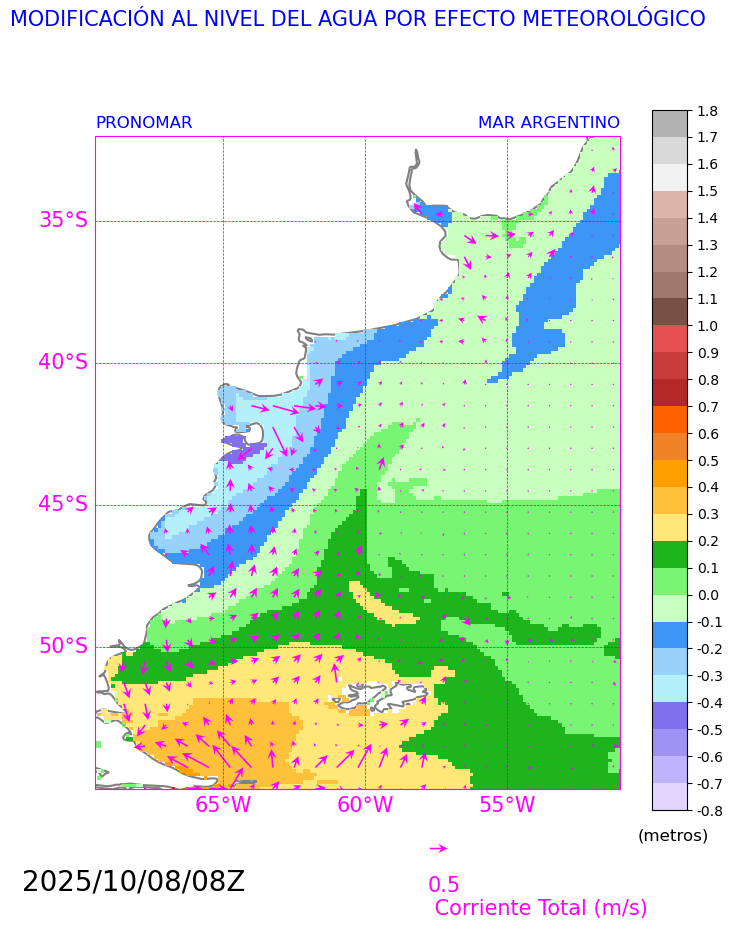 MODIFICACIÓN AL NIVEL DEL AGUA POR EFECTO METEOROLÓGICO
PRONOMAR MAR ARGENTINO
35°S
40°S
45°S
50°S
65°W 60°W 55°W
1.8
1.7
1.6
1.5
1.4
1.3
1.2
1.1
1.0
0.9
0.8
0.7
0.6
0.5
0.4
0.3
0.2
0.1
0.0
-0.1
-0.2
-0.3
-0.4
-0.5
-0.6
-0.7
-0.8
(metros)
2025/10/08/08Z
0.5
Corriente Total (m/s)